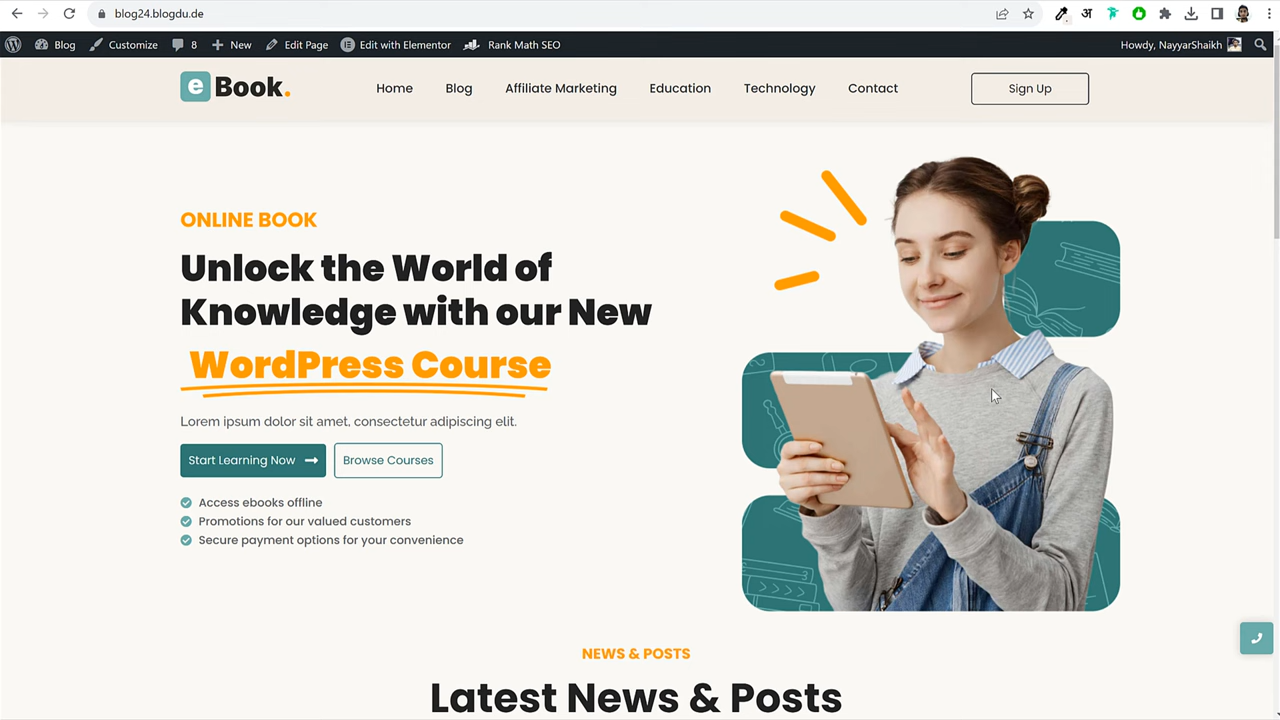 blog24.blogdu.de
अ
Blog
Customize
8
New
Edit Page
Edit with Elementor
Rank Math SEO
Howdy, NayyarShaikh
e Book.
Home
Blog
Affiliate Marketing
Education
Technology
Contact
Sign Up
ONLINE BOOK
Unlock the World of
Knowledge with our New
WordPress Course
Lorem ipsum dolor sit amet, consectetur adipiscing elit.
Start Learning Now
Browse Courses
Access ebooks offline
Promotions for our valued customers
Secure payment options for your convenience
NEWS & POSTS
Latest News & Posts